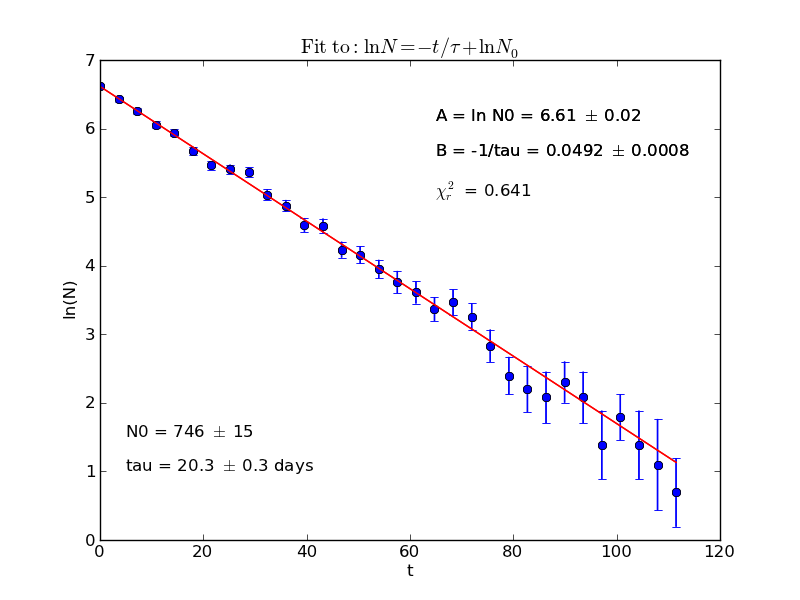 Fit to: lnN = −t/τ + lnN₀
7
6
5
4
3
2
1
0
ln(N)
A = ln N0 = 6.61 ± 0.02
B = -1/tau = 0.0492 ± 0.0008
χ²ᵣ = 0.641
N0 = 746 ± 15
tau = 20.3 ± 0.3 days
0 20 40 60 80 100 120
t